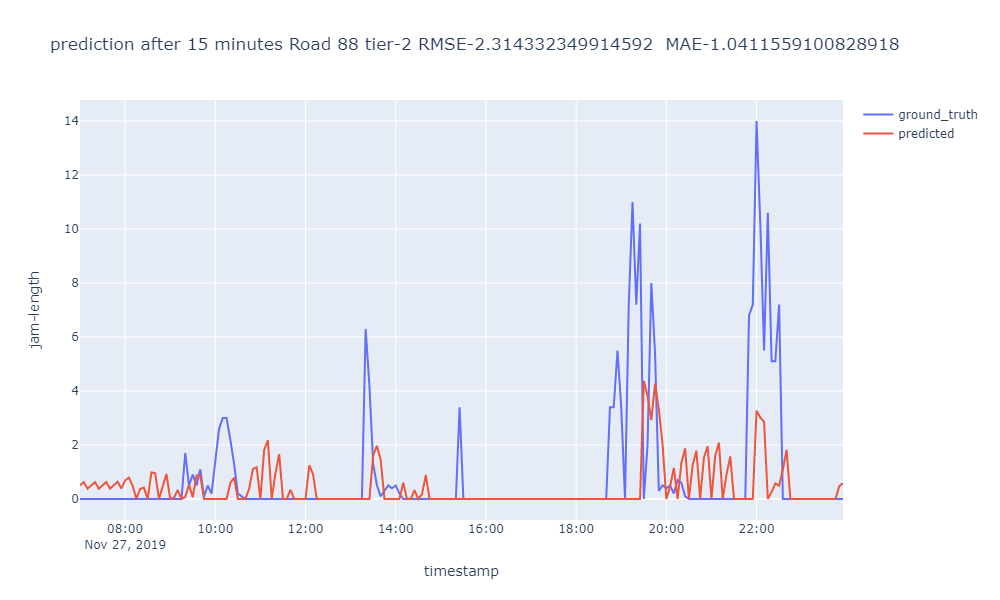 prediction after 15 minutes Road 88 tier-2 RMSE-2.314332349914592  MAE-1.0411559100828918
ground_truth
predicted
14
12
10
8
6
4
2
0
jam-length
08:00 10:00 12:00 14:00 16:00 18:00 20:00 22:00
Nov 27, 2019
timestamp